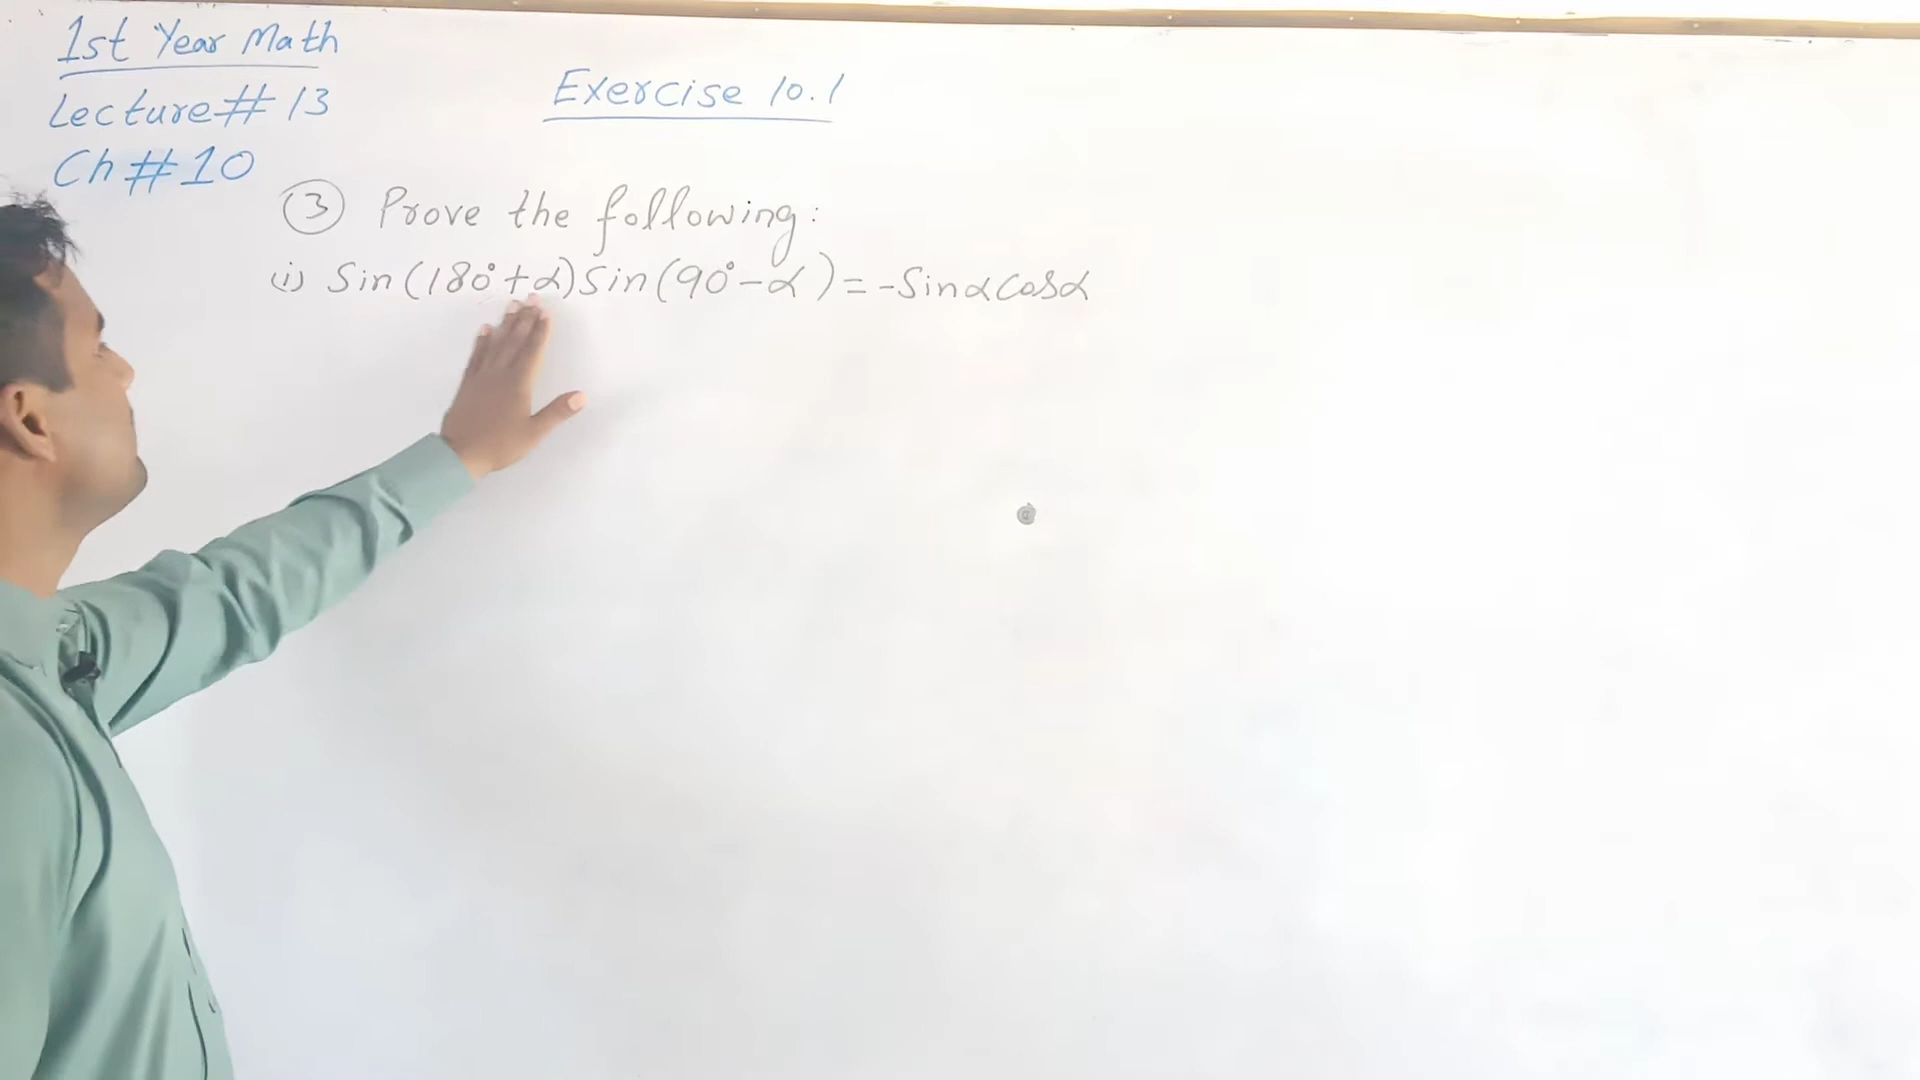 1st Year Math
Lecture# 13
Ch #10
Exercise 10.1
③ Prove the following:
(i) Sin(180°+α)Sin(90°-α)=-SinαCosα